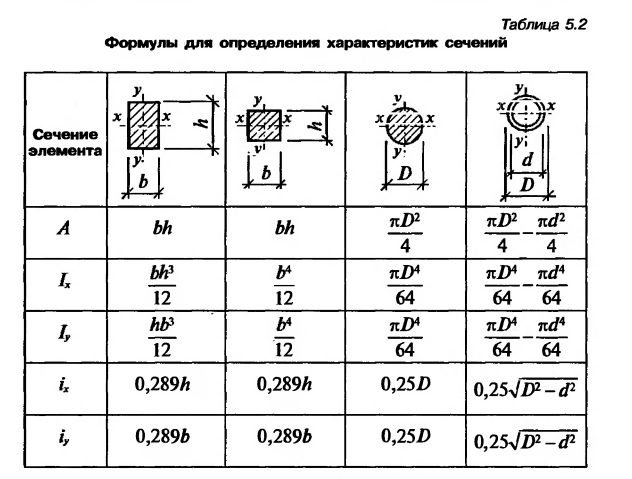 Таблица 5.2
Формулы для определения характеристик сечений
Сечение элемента
y x x y h b
y x x y h b
y x x y D
y x x y d D
A bh bh πD²/4 πD²/4 − πd²/4
Iₓ bh³/12 b⁴/12 πD⁴/64 πD⁴/64 − πd⁴/64
Iᵧ hb³/12 b⁴/12 πD⁴/64 πD⁴/64 − πd⁴/64
iₓ 0,289h 0,289h 0,25D 0,25√D² − d²
iᵧ 0,289b 0,289b 0,25D 0,25√D² − d²